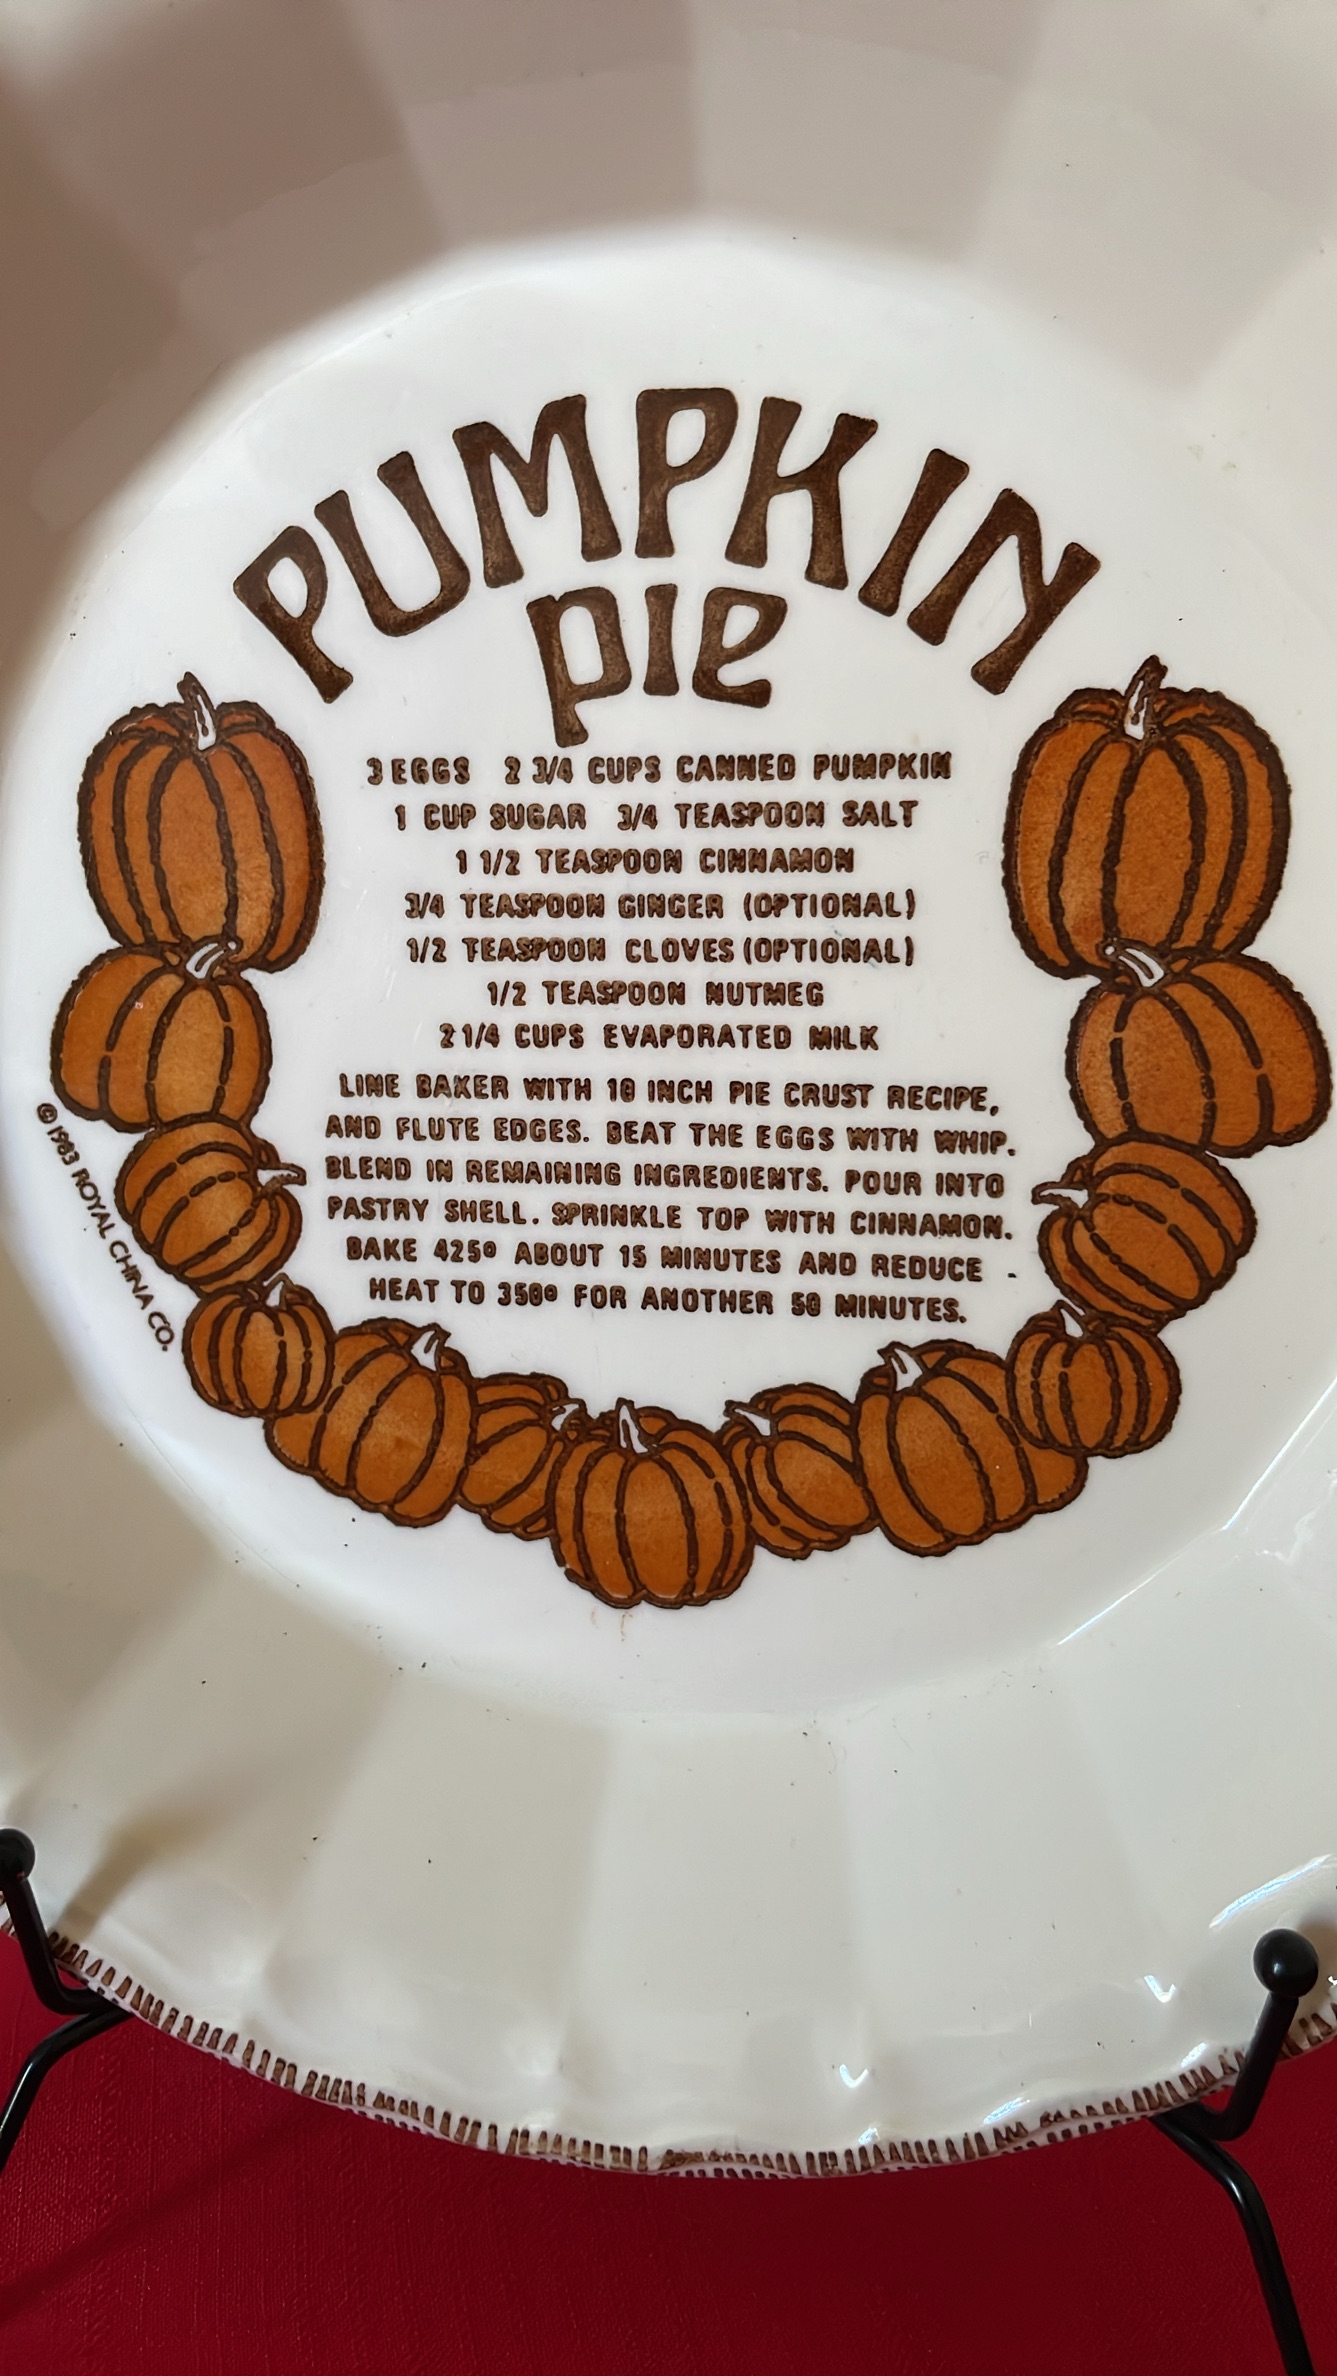 PUMPKIN
pie
3 EGGS 2 3/4 CUPS CANNED PUMPKIN
1 CUP SUGAR 3/4 TEASPOON SALT
1 1/2 TEASPOON CINNAMON
3/4 TEASPOON GINGER (OPTIONAL)
1/2 TEASPOON CLOVES (OPTIONAL)
1/2 TEASPOON NUTMEG
2 1/4 CUPS EVAPORATED MILK
LINE BAKER WITH 10 INCH PIE CRUST RECIPE,
AND FLUTE EDGES. BEAT THE EGGS WITH WHIP.
BLEND IN REMAINING INGREDIENTS. POUR INTO
PASTRY SHELL. SPRINKLE TOP WITH CINNAMON.
BAKE 425º ABOUT 15 MINUTES AND REDUCE
HEAT TO 350º FOR ANOTHER 50 MINUTES.
© 1983 ROYAL CHINA CO.